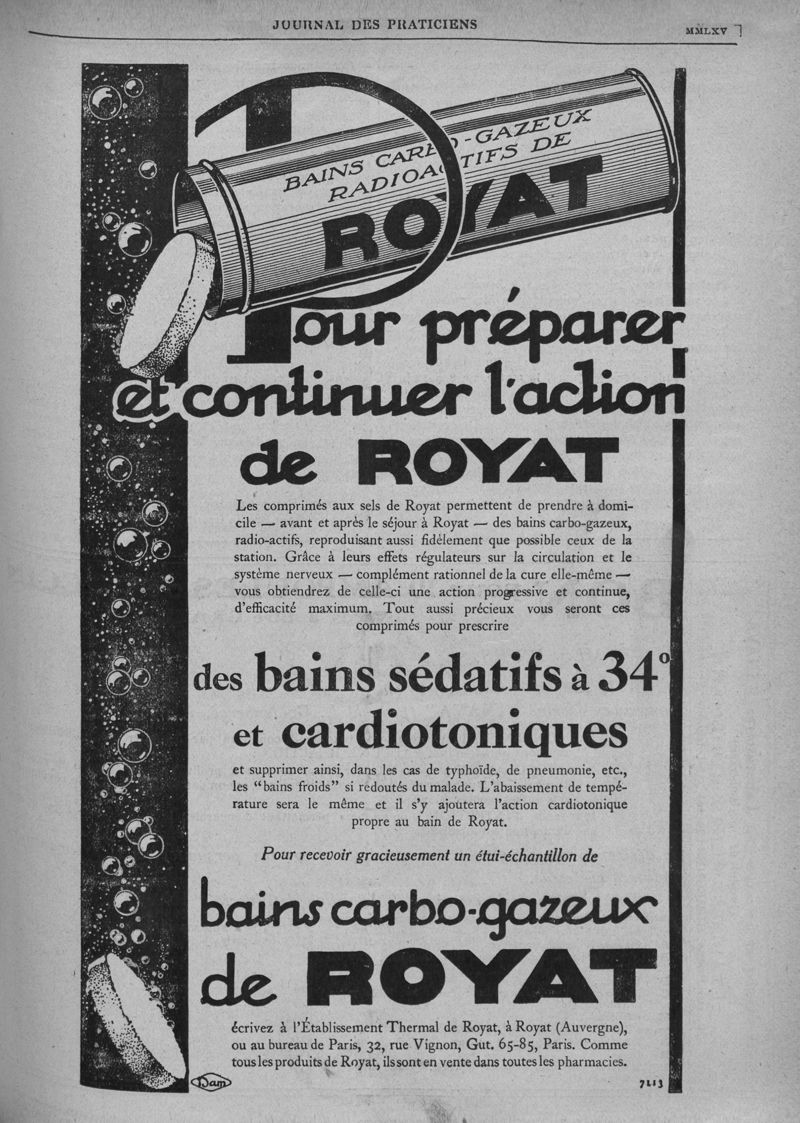 JOURNAL DES PRATICIENS
MMLXV
BAINS CARBO-GAZEUX
RADIOACTIFS DE
ROYAT
Pour préparer
et continuer l'action
de ROYAT
Les comprimés aux sels de Royat permettent de prendre à domi-
cile — avant et après le séjour à Royat — des bains carbo-gazeux,
radio-actifs, reproduisant aussi fidèlement que possible ceux de la
station. Grâce à leurs effets régulateurs sur la circulation et le
système nerveux — complément rationnel de la cure elle-même —
vous obtiendrez de celle-ci une action progressive et continue,
d'efficacité maximum. Tout aussi précieux vous seront ces
comprimés pour prescrire
des bains sédatifs à 34°
et cardiotoniques
et supprimer ainsi, dans les cas de typhoïde, de pneumonie, etc.,
les "bains froids" si redoutés du malade. L'abaissement de tempé-
rature sera le même et il s'y ajoutera l'action cardiotonique
propre au bain de Royat.
Pour recevoir gracieusement un étui-échantillon de
bains carbo-gazeux
de ROYAT
écrivez à l'Établissement Thermal de Royat, à Royat (Auvergne),
ou au bureau de Paris, 32, rue Vignon, Gut. 65-85, Paris. Comme
tous les produits de Royat, ils sont en vente dans toutes les pharmacies.
Dam
7113